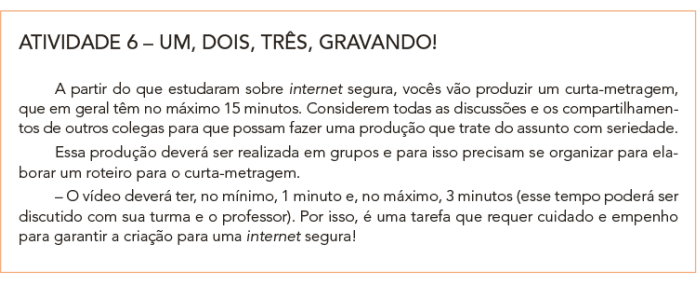 ATIVIDADE 6 – UM, DOIS, TRÊS, GRAVANDO!
A partir do que estudaram sobre internet segura, vocês vão produzir um curta-metragem,
que em geral têm no máximo 15 minutos. Considerem todas as discussões e os compartilhamen-
tos de outros colegas para que possam fazer uma produção que trate do assunto com seriedade.
Essa produção deverá ser realizada em grupos e para isso precisam se organizar para ela-
borar um roteiro para o curta-metragem.
– O vídeo deverá ter, no mínimo, 1 minuto e, no máximo, 3 minutos (esse tempo poderá ser
discutido com sua turma e o professor). Por isso, é uma tarefa que requer cuidado e empenho
para garantir a criação para uma internet segura!